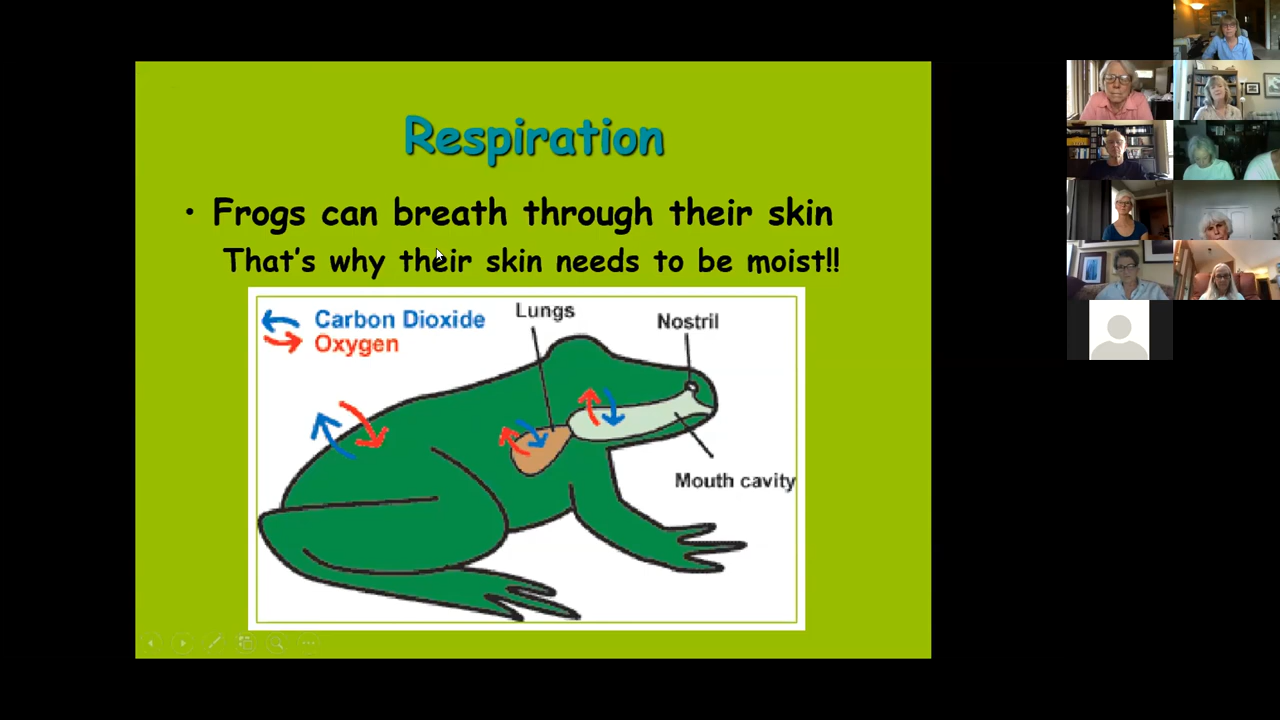 Respiration
• Frogs can breath through their skin
That's why their skin needs to be moist!!
Carbon Dioxide
Oxygen
Lungs
Nostril
Mouth cavity